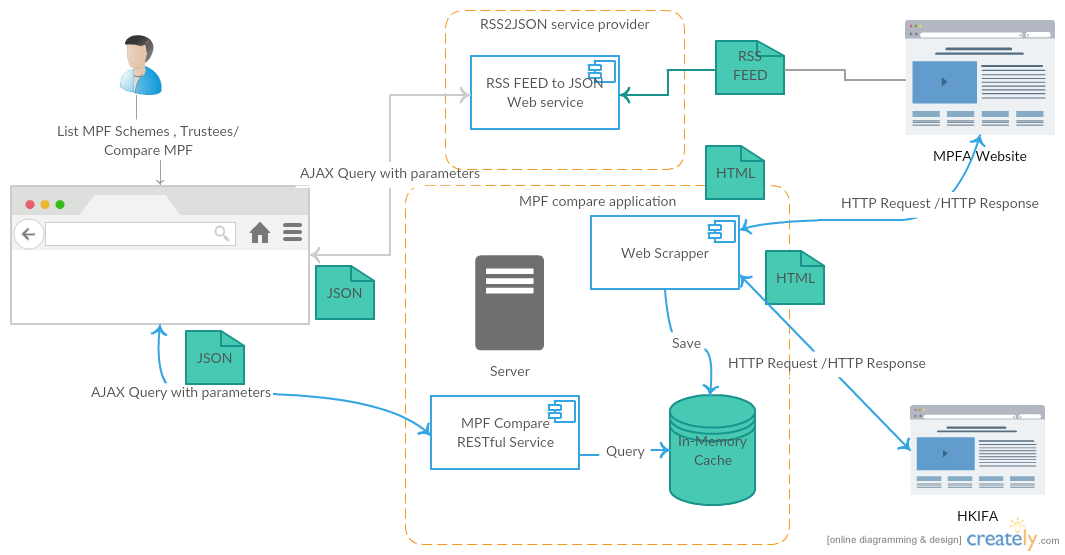 RSS2JSON service provider
RSS FEED to JSON
Web service
RSS
FEED
MPFA Website
List MPF Schemes , Trustees/
Compare MPF
AJAX Query with parameters
HTML
MPF compare application
HTTP Request /HTTP Response
Web Scrapper
HTML
JSON
Server
Save
HTTP Request /HTTP Response
JSON
AJAX Query with parameters
MPF Compare
RESTful Service
Query
In-Memory
Cache
HKIFA
[online diagramming & design] creately.com